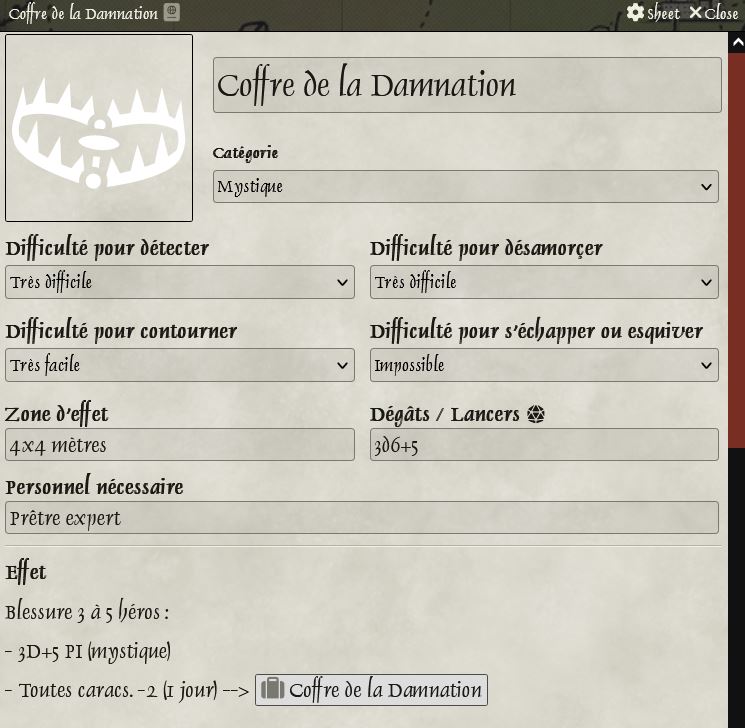 Coffre de la Damnation
Sheet Close
Coffre de la Damnation
Catégorie
Mystique
Difficulté pour détecter
Difficulté pour désamorçer
Très difficile
Très difficile
Difficulté pour contourner
Difficulté pour s'échapper ou esquiver
Très facile
Impossible
Zone d'effet
Dégâts / Lancers
4x4 mètres
3d6+5
Personnel nécessaire
Prêtre expert
Effet
Blessure 3 à 5 héros :
- 3D+5 PI (mystique)
- Toutes caracs. -2 (1 jour) --> Coffre de la Damnation